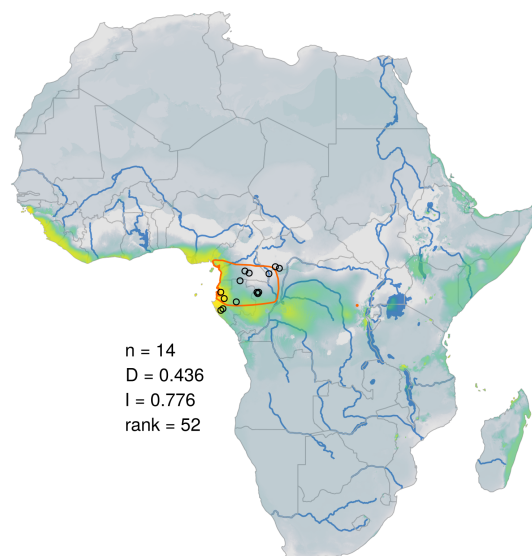 n = 14
D = 0.436
I = 0.776
rank = 52